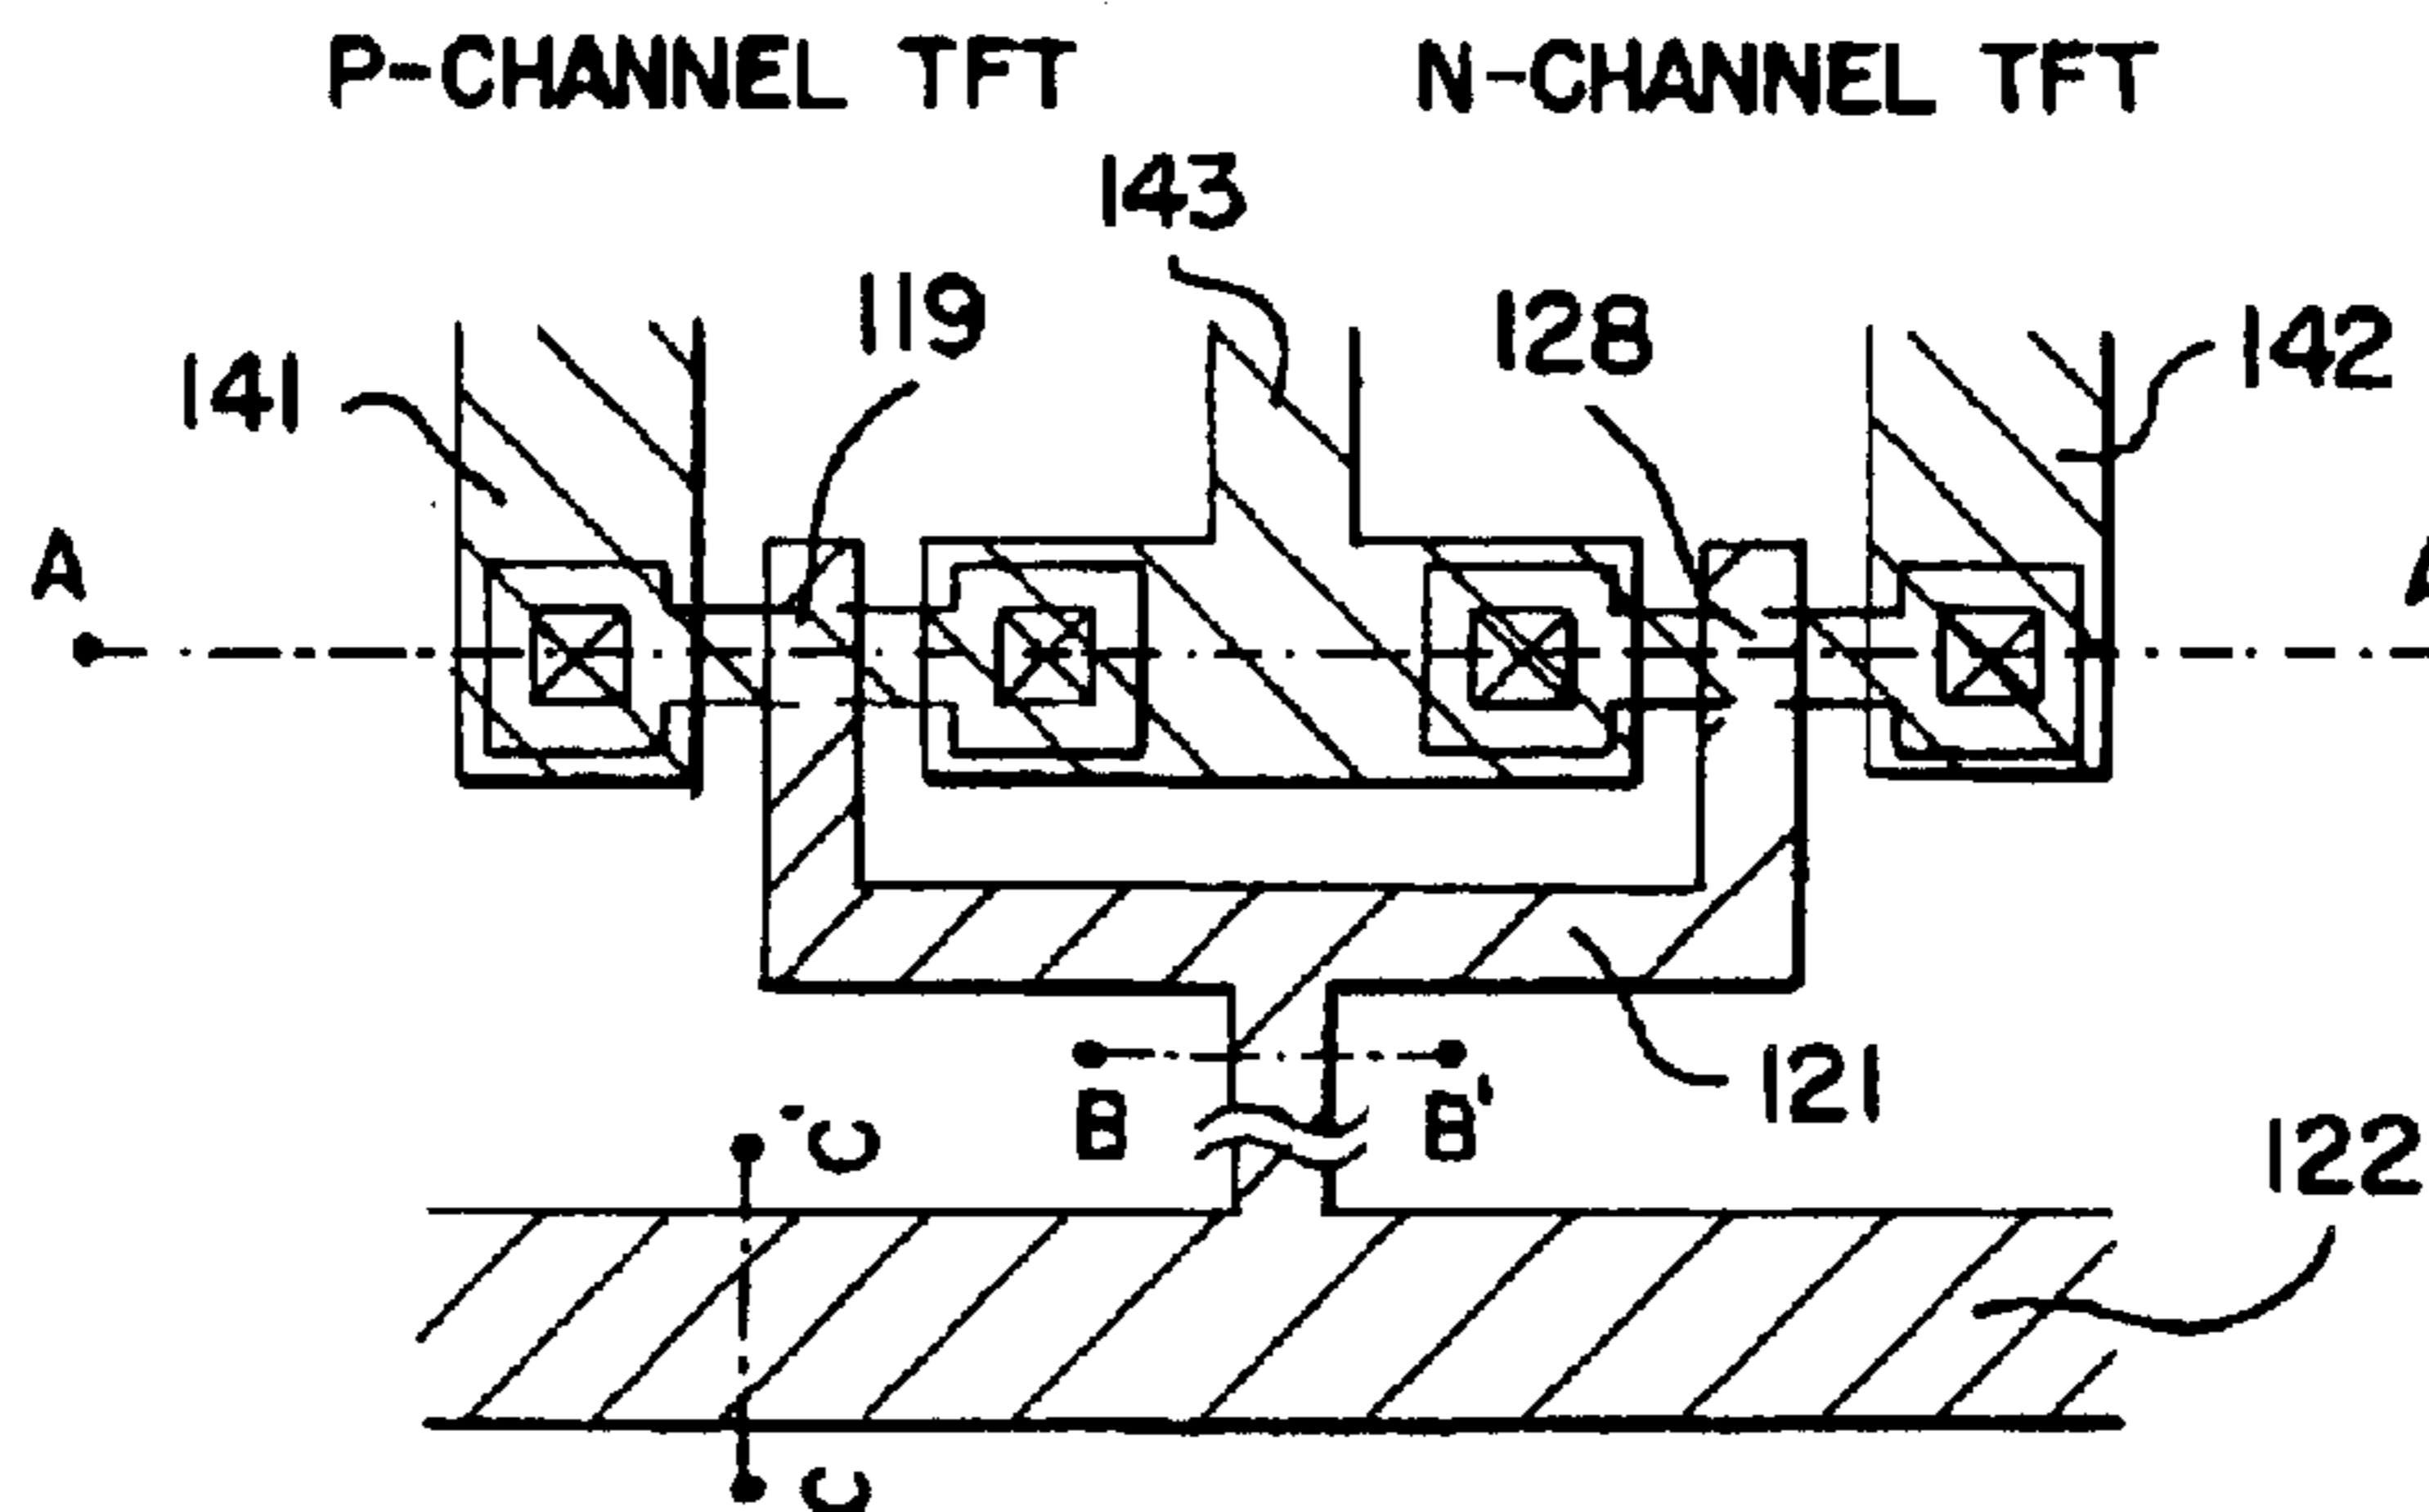 P-CHANNEL TFT
N-CHANNEL TFT
143
119
128
141
142
A
B
B'
121
C'
122
C